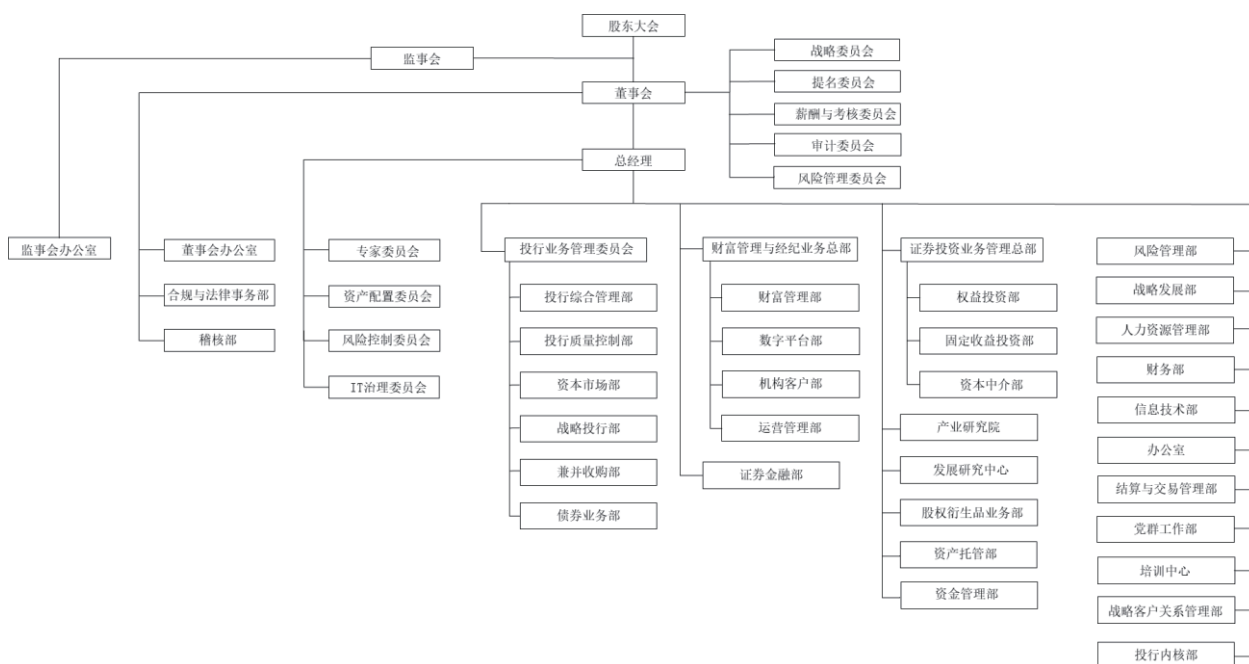 股东大会
监事会
战略委员会
提名委员会
董事会
薪酬与考核委员会
审计委员会
总经理
风险管理委员会
监事会办公室
董事会办公室
合规与法律事务部
稽核部
专家委员会
资产配置委员会
风险控制委员会
IT治理委员会
投行业务管理委员会
投行综合管理部
投行质量控制部
资本市场部
战略投行部
兼并收购部
债券业务部
财富管理与经纪业务总部
财富管理部
数字平台部
机构客户部
运营管理部
证券金融部
证券投资业务管理总部
权益投资部
固定收益投资部
资本中介部
产业研究院
发展研究中心
股权衍生品业务部
资产托管部
资金管理部
风险管理部
战略发展部
人力资源管理部
财务部
信息技术部
办公室
结算与交易管理部
党群工作部
培训中心
战略客户关系管理部
投行内核部